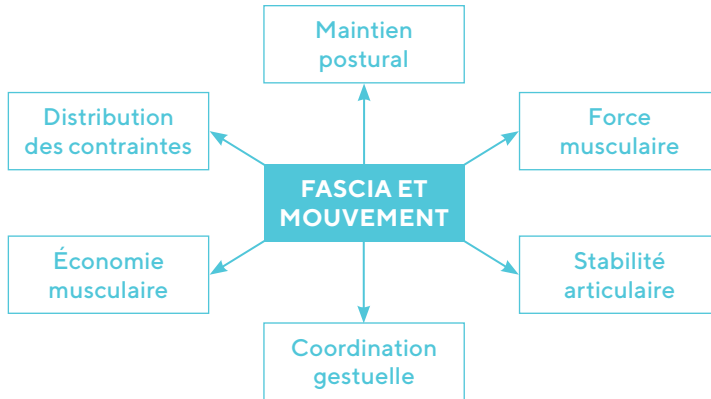 Maintien
postural
Distribution
des contraintes
Force
musculaire
FASCIA ET
MOUVEMENT
Économie
musculaire
Stabilité
articulaire
Coordination
gestuelle